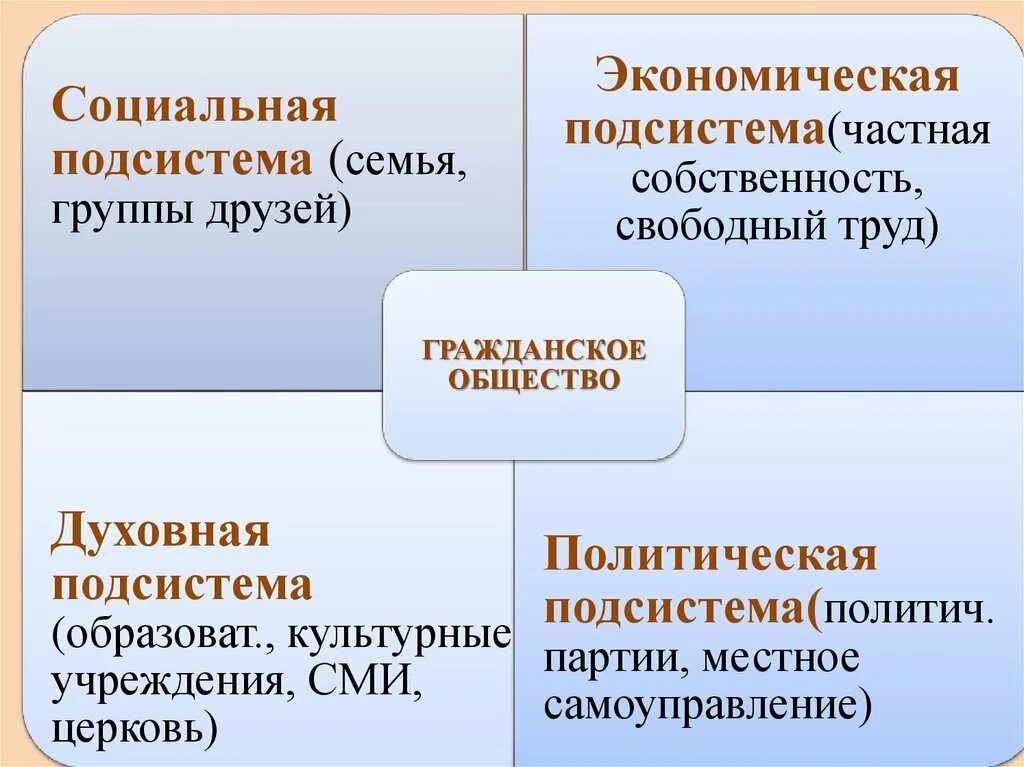 Социальная
подсистема (семья,
группы друзей)
Экономическая
подсистема(частная
собственность,
свободный труд)
ГРАЖДАНСКОЕ
ОБЩЕСТВО
Духовная
подсистема
(образоват., культурные
учреждения, СМИ,
церковь)
Политическая
подсистема(политич.
партии, местное
самоуправление)